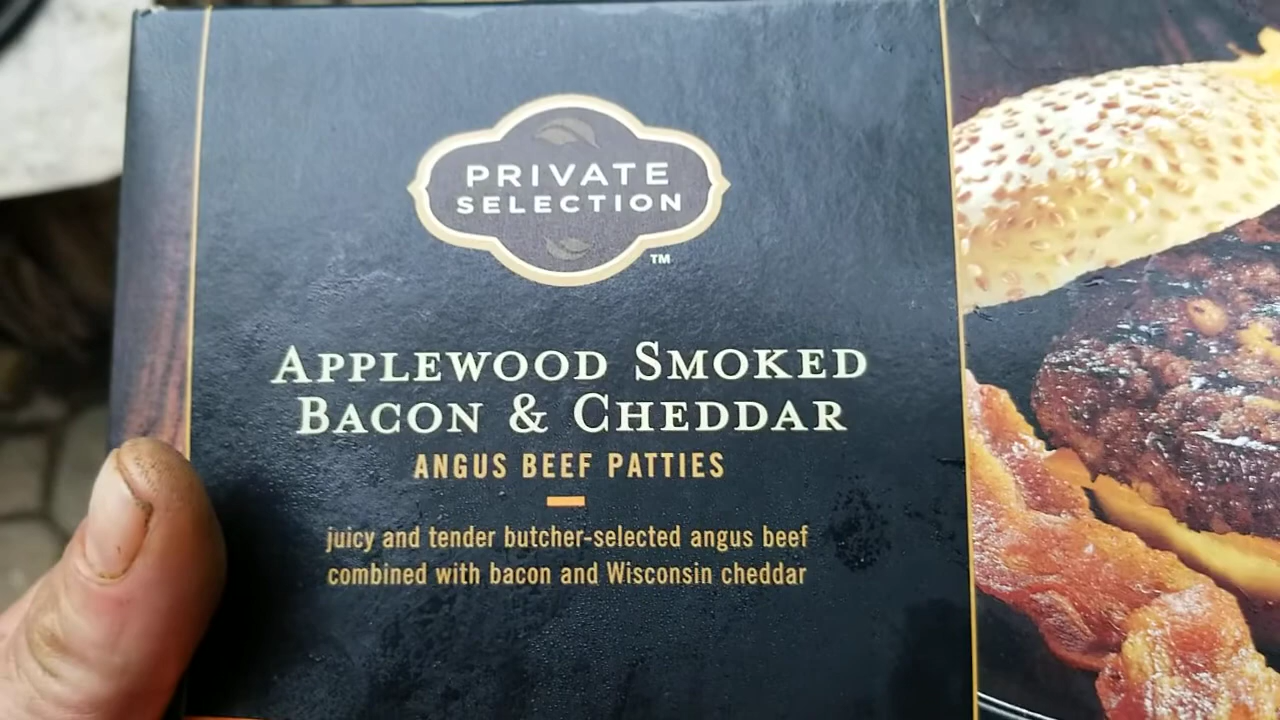 PRIVATE
SELECTION
TM
APPLEWOOD SMOKED
BACON & CHEDDAR
ANGUS BEEF PATTIES
juicy and tender butcher-selected angus beef
combined with bacon and Wisconsin cheddar